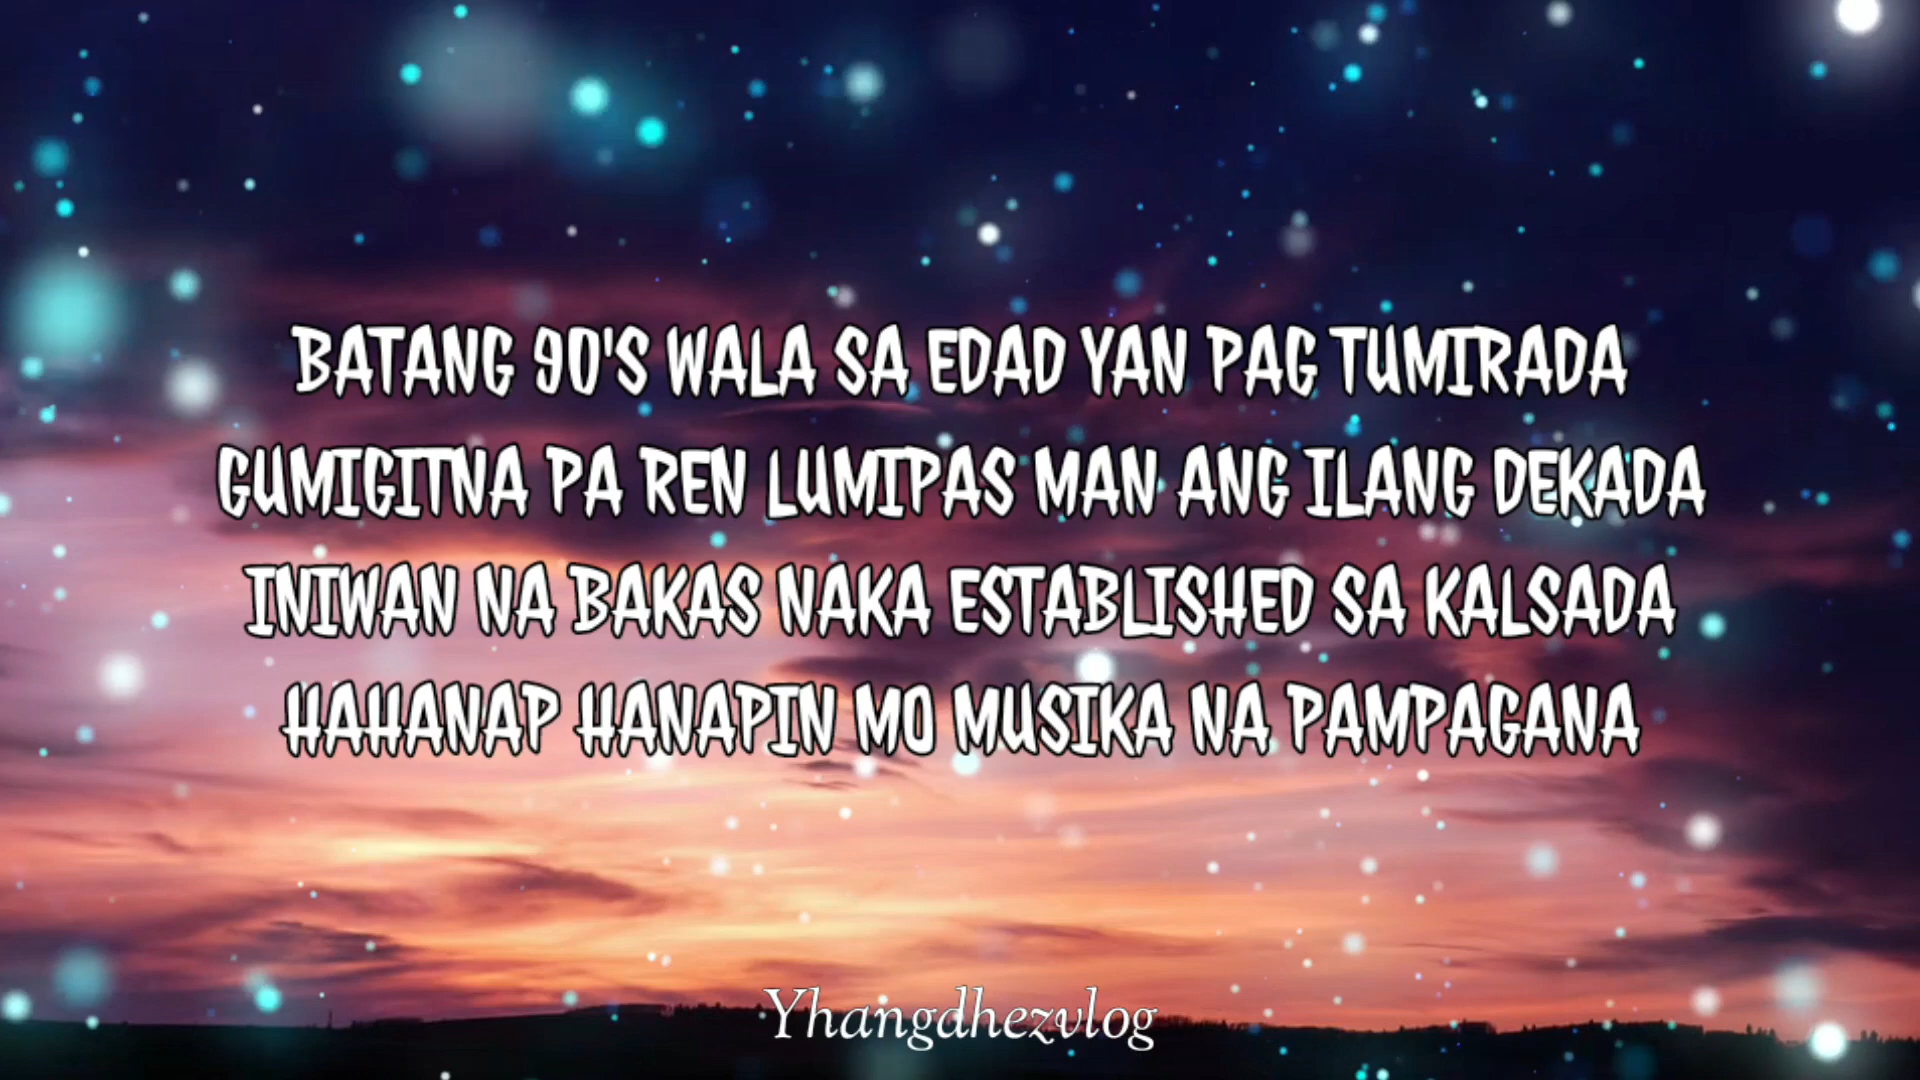 BATANG 90'S WALA SA EDAD YAN PAG TUMIRADA
GUMIGITNA PA REN LUMIPAS MAN ANG ILANG DEKADA
INIWAN NA BAKAS NAKA ESTABLISHED SA KALSADA
HAHANAP HANAPIN MO MUSIKA NA PAMPAGANA
Yhangdhezvlog